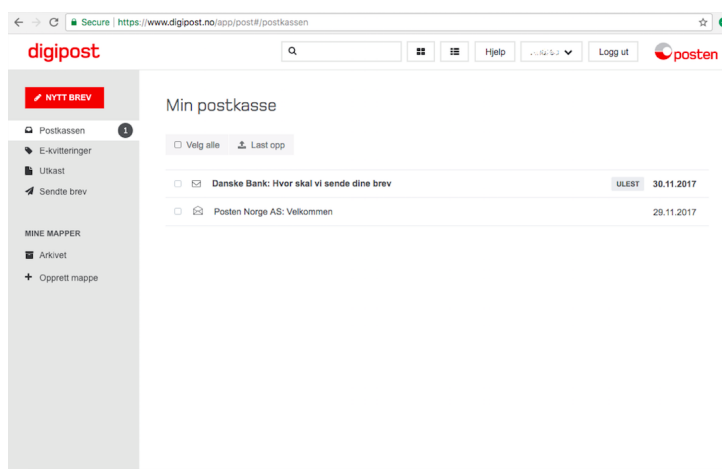 Secure | https://www.digipost.no/app/post#/postkassen
digipost
Hjelp
Logg ut
posten
NYTT BREV
Min postkasse
Postkassen 1
E-kvitteringer
Utkast
Sendte brev
Velg alle Last opp
Danske Bank: Hvor skal vi sende dine brev ULEST 30.11.2017
Posten Norge AS: Velkommen 29.11.2017
MINE MAPPER
Arkivet
Opprett mappe